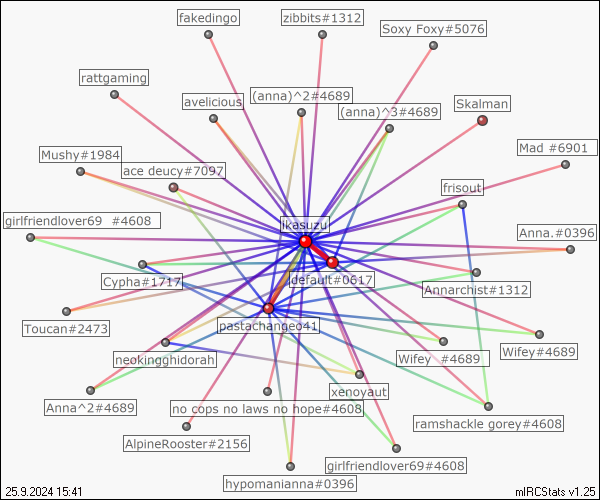 fakedingo
zibbits#1312
Soxy Foxy#5076
rattgaming
avelicious
(anna)^2#4689
(anna)^3#4689
Skalman
Mad #6901
Mushy#1984
ace deucy#7097
frisout
girlfriendlover69 #4608
ikasuzu
Anna.#0396
Cypha#1717
default#0617
Annarchist#1312
Toucan#2473
pastachange041
neokingghidorah
Wifey #4689
Wifey#4689
xenoyaut
Anna^2#4689
no cops no laws no hope#4608
ramshackle gorey#4608
AlpineRooster#2156
girlfriendlover69#4608
hypomanianna#0396
25.9.2024 15:41
mIRCStats v1.25